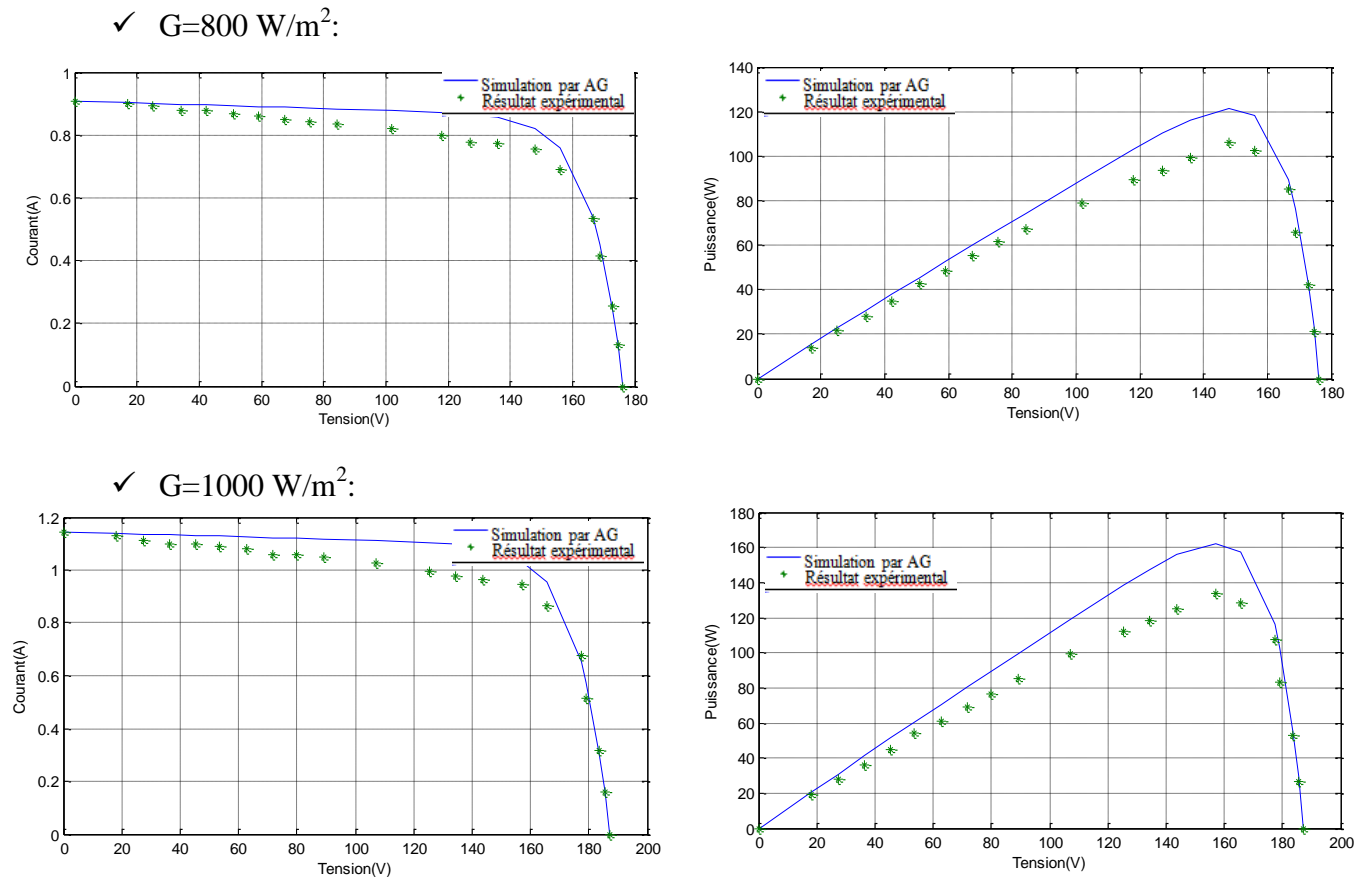 ✓ G=800 W/m²:
1
0.8
0.6
0.4
0.2
0
Courant(A)
0 20 40 60 80 100 120 140 160 180
Tension(V)
Simulation par AG
Résultat expérimental
140
120
100
80
60
40
20
0
Puissance(W)
0 20 40 60 80 100 120 140 160 180
Tension(V)
Simulation par AG
Résultat expérimental
✓ G=1000 W/m²:
1.2
1
0.8
0.6
0.4
0.2
0
Courant(A)
0 20 40 60 80 100 120 140 160 180 200
Tension(V)
Simulation par AG
Résultat expérimental
180
160
140
120
100
80
60
40
20
0
Puissance(W)
0 20 40 60 80 100 120 140 160 180 200
Tension(V)
Simulation par AG
Résultat expérimental